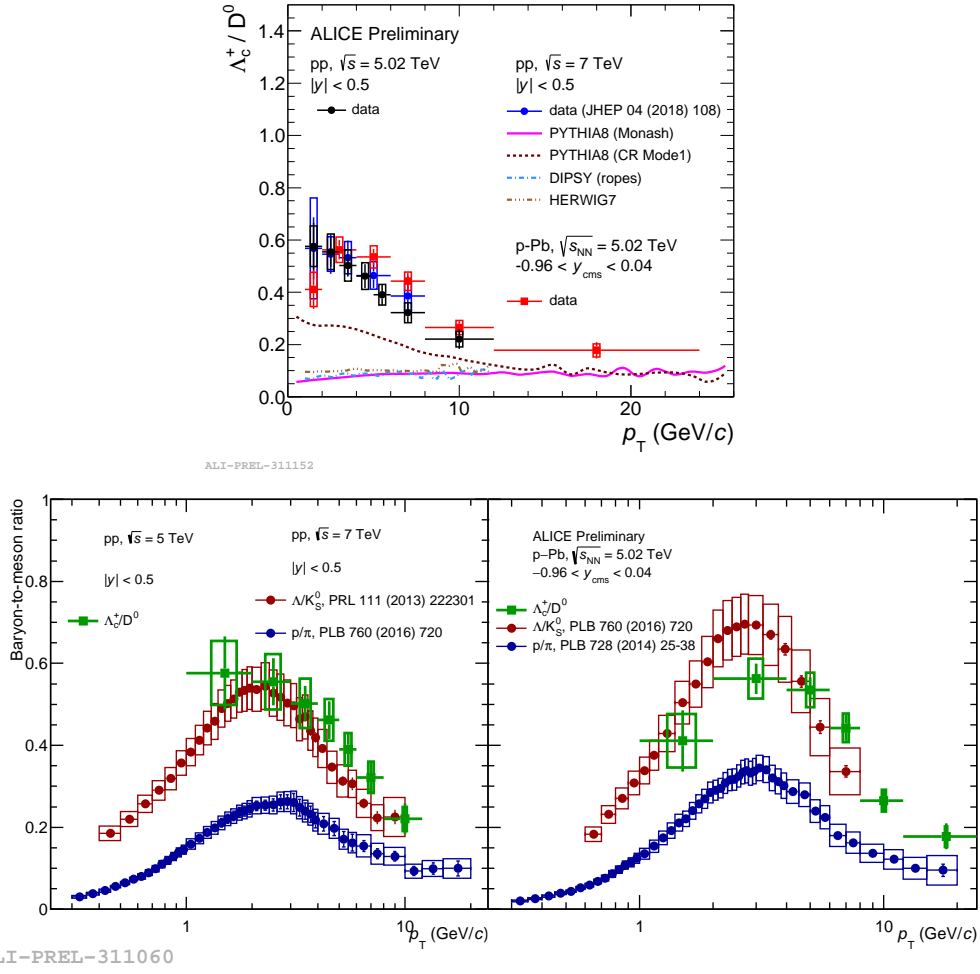 Λc+ / D0
ALICE Preliminary
pp, √s = 5.02 TeV
|y| < 0.5
data
pp, √s = 7 TeV
|y| < 0.5
data (JHEP 04 (2018) 108)
PYTHIA8 (Monash)
PYTHIA8 (CR Mode1)
DIPSY (ropes)
HERWIG7
p-Pb, √sNN = 5.02 TeV
-0.96 < ycms < 0.04
data
1.4
1.2
1.0
0.8
0.6
0.4
0.2
0.0
0 10 20
pT (GeV/c)
ALI-PREL-311152
Baryon-to-meson ratio
1
0.8
0.6
0.4
0.2
0
pp, √s = 5 TeV
|y| < 0.5
Λc+/D0
pp, √s = 7 TeV
|y| < 0.5
Λ/K0S, PRL 111 (2013) 222301
p/π, PLB 760 (2016) 720
1 10
pT (GeV/c)
ALICE Preliminary
p–Pb, √sNN = 5.02 TeV
−0.96 < ycms < 0.04
Λc+/D0
Λ/K0S, PLB 760 (2016) 720
p/π, PLB 728 (2014) 25-38
1 10
pT (GeV/c)
LI-PREL-311060